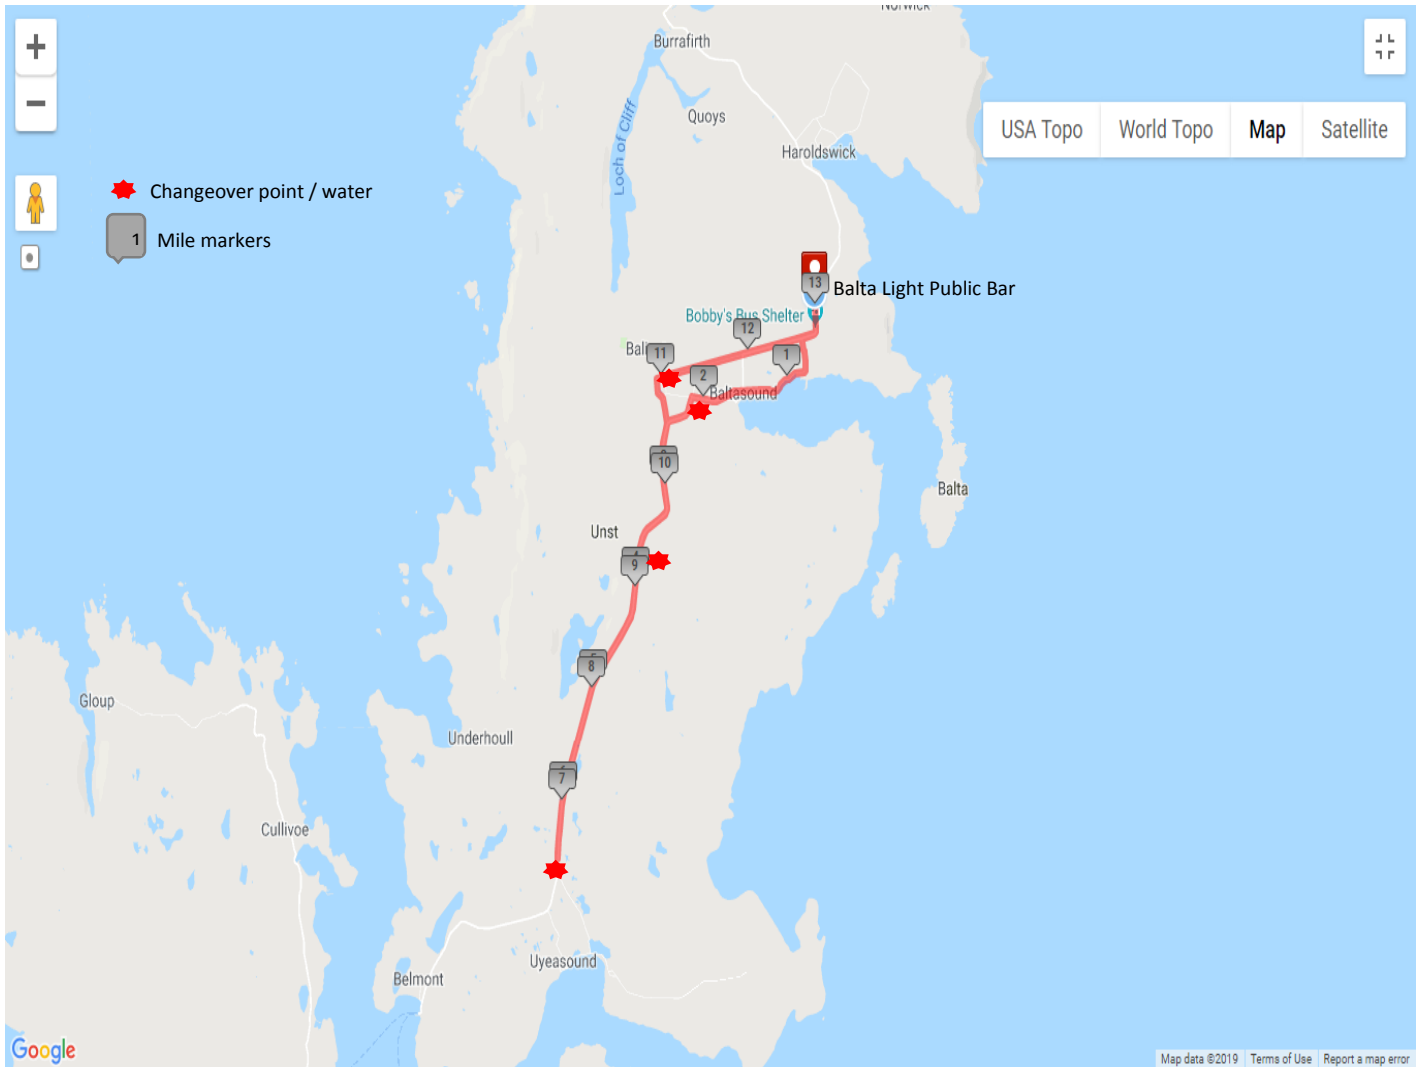 Norwick
Burrafirth
USA Topo
World Topo
Map
Satellite
Quoys
Loch of Cliff
Haroldswick
Changeover point / water
1
Mile markers
13
Balta Light Public Bar
Bobby's Bus Shelter
12
11
1
2
Baltasound
10
Balta
Unst
9
8
Gloup
Underhoull
7
Cullivoe
Uyeasound
Belmont
Google
Map data ©2019
Terms of Use
Report a map error